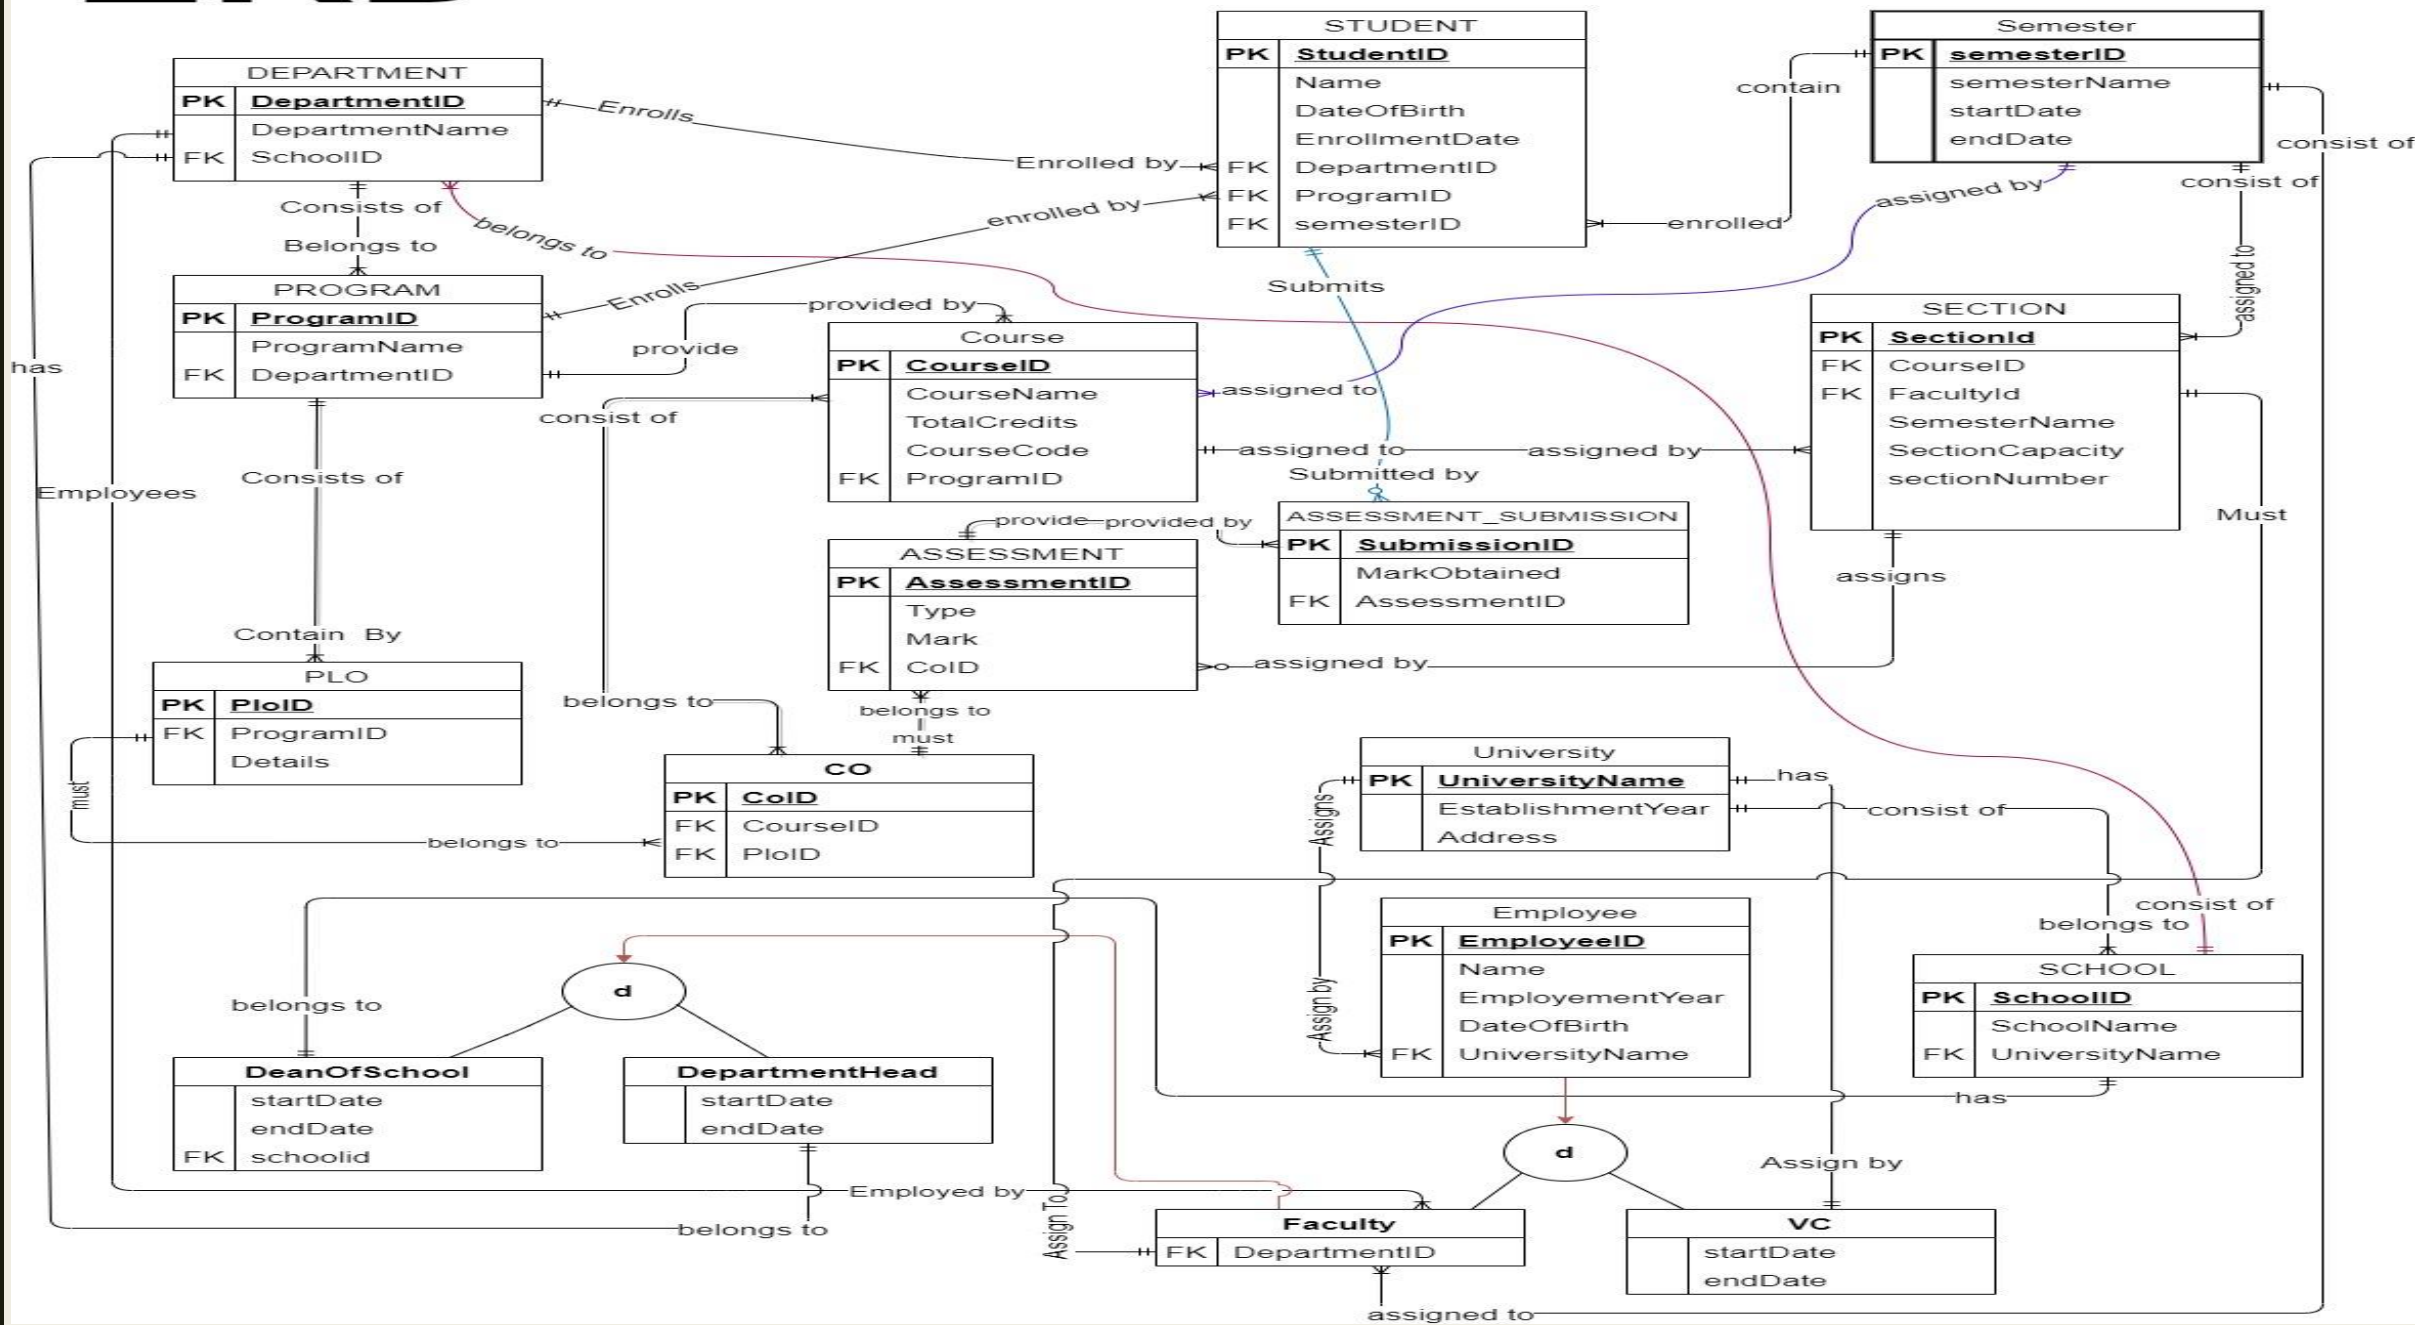 STUDENT
PK StudentID
Name
DateOfBirth
EnrollmentDate
FK DepartmentID
FK ProgramID
FK semesterID
Semester
PK semesterID
semesterName
startDate
endDate
DEPARTMENT
PK DepartmentID
DepartmentName
FK SchoolID
Enrolls
Enrolled by
contain
enrolled
consist of
consist of
assigned to
assigned by
Consists of
Belongs to
belongs to
enrolled by
Enrolls
Submits
PROGRAM
PK ProgramID
ProgramName
FK DepartmentID
provided by
provide
has
Employees
Course
PK CourseID
CourseName
TotalCredits
CourseCode
FK ProgramID
assigned to
assigned to
assigned by
Submitted by
SECTION
PK SectionId
FK CourseID
FK FacultyId
SemesterName
SectionCapacity
sectionNumber
Must
consist of
Consists of
Contain By
provide
provided by
ASSESSMENT_SUBMISSION
PK SubmissionID
MarkObtained
FK AssessmentID
ASSESSMENT
PK AssessmentID
Type
Mark
FK CoID
assigns
assigned by
PLO
PK PloID
FK ProgramID
Details
must
belongs to
belongs to
belongs to
must
CO
PK CoID
FK CourseID
FK PloID
University
PK UniversityName
EstablishmentYear
Address
has
consist of
Assigns
Assign by
consist of
belongs to
Employee
PK EmployeeID
Name
EmployementYear
DateOfBirth
FK UniversityName
SCHOOL
PK SchoolID
SchoolName
FK UniversityName
has
d
belongs to
DeanOfSchool
startDate
endDate
FK schoolid
DepartmentHead
startDate
endDate
d
Assign by
Employed by
belongs to
Assign To
Faculty
FK DepartmentID
VC
startDate
endDate
assigned to